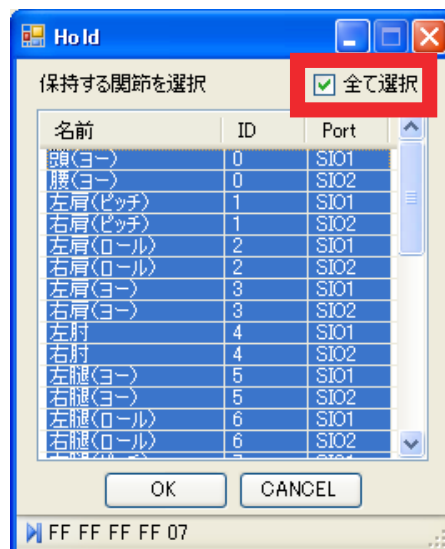 Hold
保持する関節を選択 全て選択
名前 ID Port
頭(ヨー) 0 SIO1
腰(ヨー) 0 SIO2
左肩(ピッチ) 1 SIO1
右肩(ピッチ) 1 SIO2
左肩(ロール) 2 SIO1
右肩(ロール) 2 SIO2
左肩(ヨー) 3 SIO1
右肩(ヨー) 3 SIO2
左肘 4 SIO1
右肘 4 SIO2
左腿(ヨー) 5 SIO1
右腿(ヨー) 5 SIO2
左腿(ロール) 6 SIO1
右腿(ロール) 6 SIO2
OK CANCEL
FF FF FF FF 07